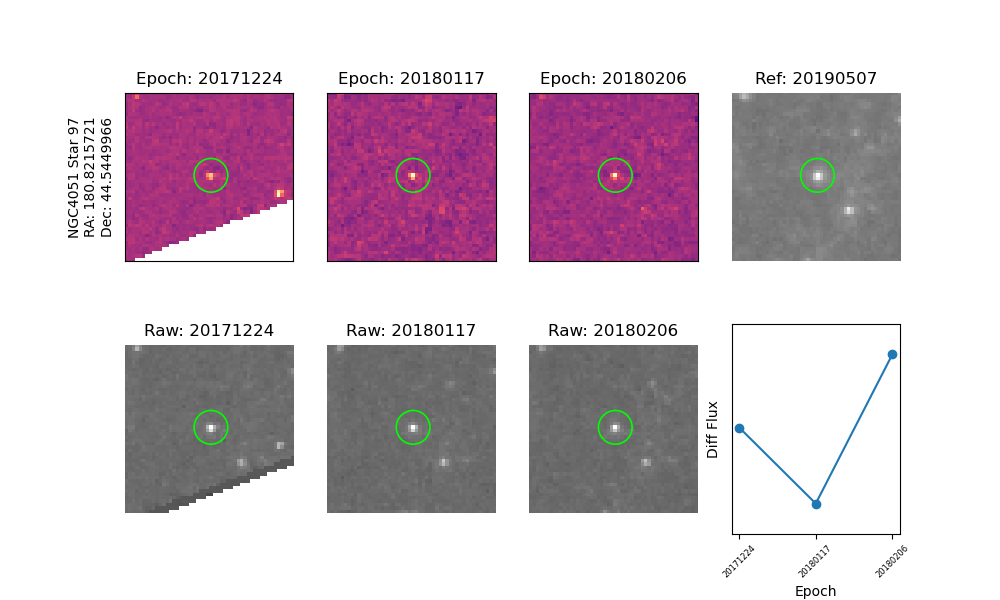 NGC4051 Star 97
RA: 180.8215721
Dec: 44.5449966
Epoch: 20171224
Epoch: 20180117
Epoch: 20180206
Ref: 20190507
Raw: 20171224
Raw: 20180117
Raw: 20180206
Diff Flux
20171224
20180117
20180206
Epoch